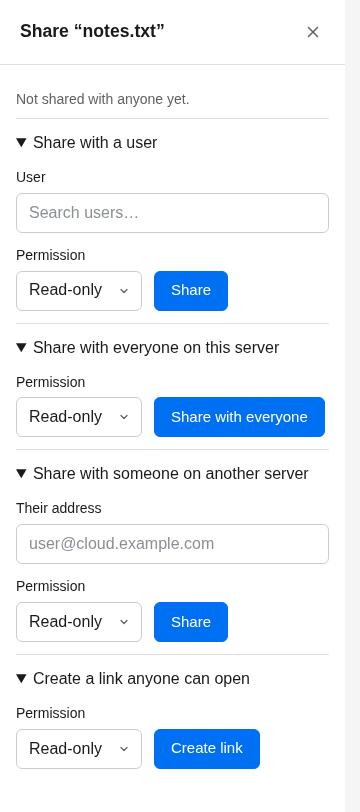 Share “notes.txt”
Not shared with anyone yet.
Share with a user
User
Search users…
Permission
Read-only
Share
Share with everyone on this server
Permission
Read-only
Share with everyone
Share with someone on another server
Their address
user@cloud.example.com
Permission
Read-only
Share
Create a link anyone can open
Permission
Read-only
Create link